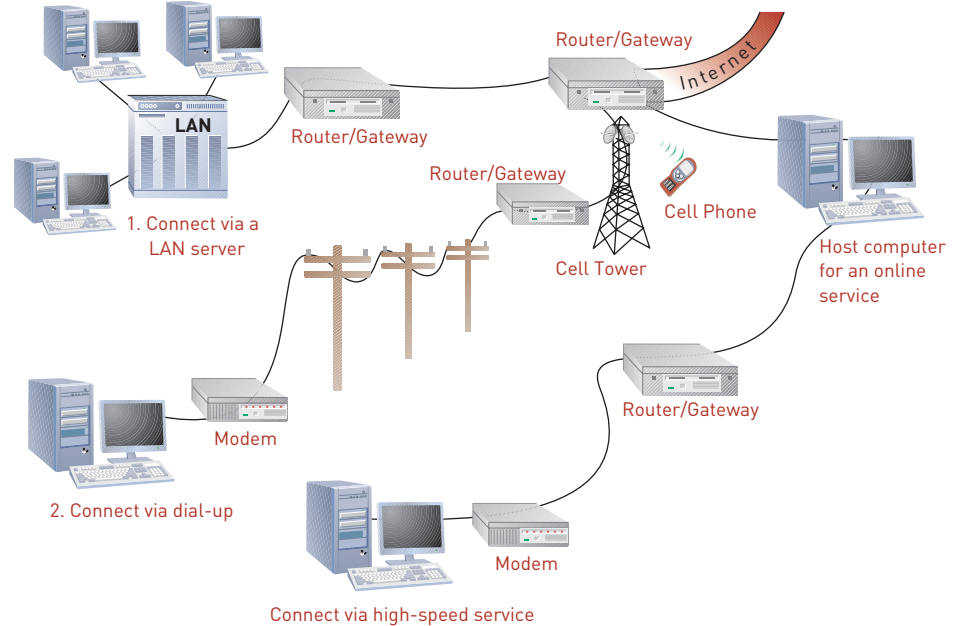 Router/Gateway
Internet
LAN
Router/Gateway
Router/Gateway
Cell Phone
1. Connect via a
LAN server
Cell Tower
Host computer
for an online
service
Router/Gateway
Modem
2. Connect via dial-up
Modem
Connect via high-speed service